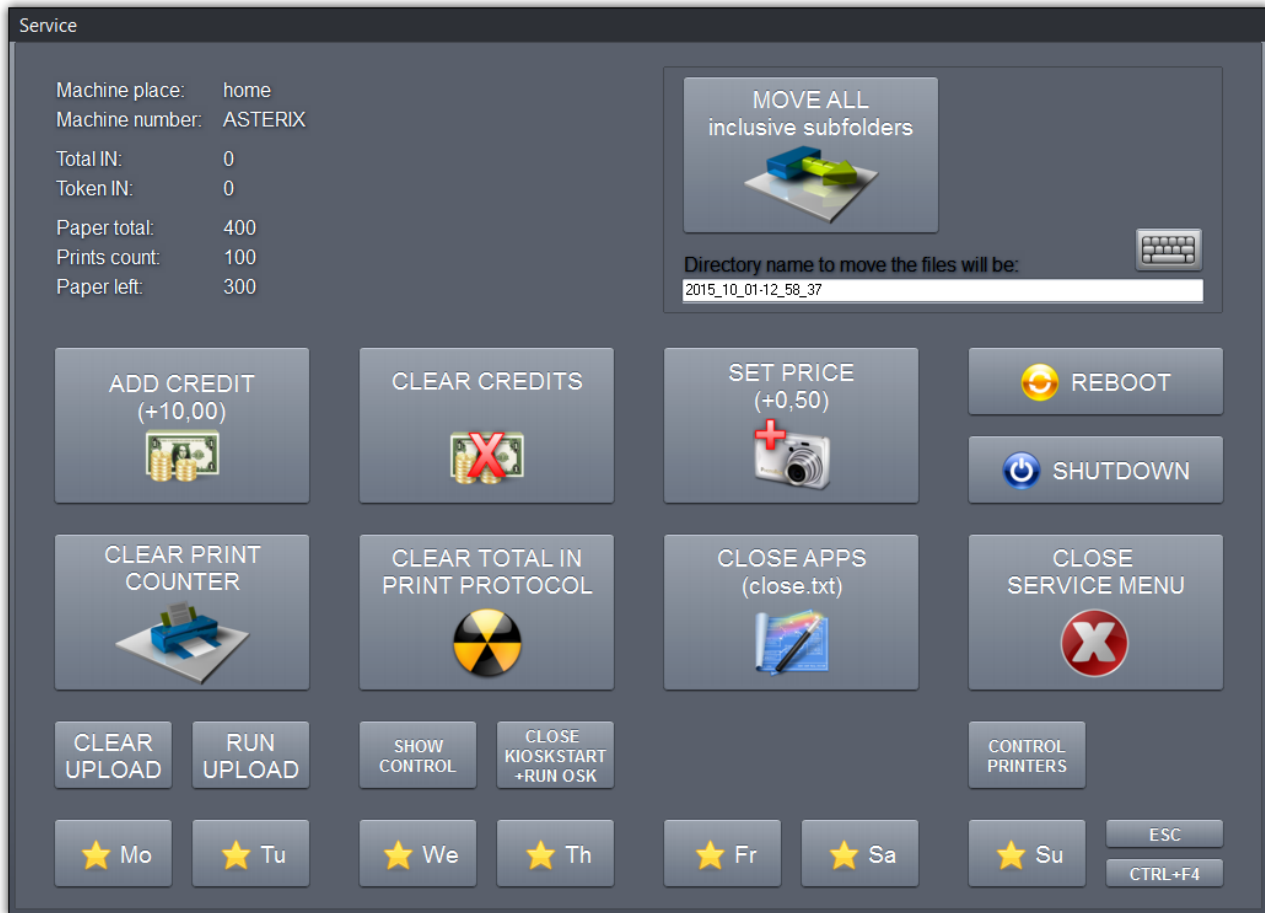 Service
Machine place: home
Machine number: ASTERIX
Total IN: 0
Token IN: 0
Paper total: 400
Prints count: 100
Paper left: 300
MOVE ALL
inclusive subfolders
Directory name to move the files will be:
2015_10_01-12_58_37
ADD CREDIT
(+10,00)
CLEAR CREDITS
SET PRICE
(+0,50)
REBOOT
SHUTDOWN
CLEAR PRINT
COUNTER
CLEAR TOTAL IN
PRINT PROTOCOL
CLOSE APPS
(close.txt)
CLOSE
SERVICE MENU
CLEAR
UPLOAD
RUN
UPLOAD
SHOW
CONTROL
CLOSE
KIOSKSTART
+RUN OSK
CONTROL
PRINTERS
Mo
Tu
We
Th
Fr
Sa
Su
ESC
CTRL+F4